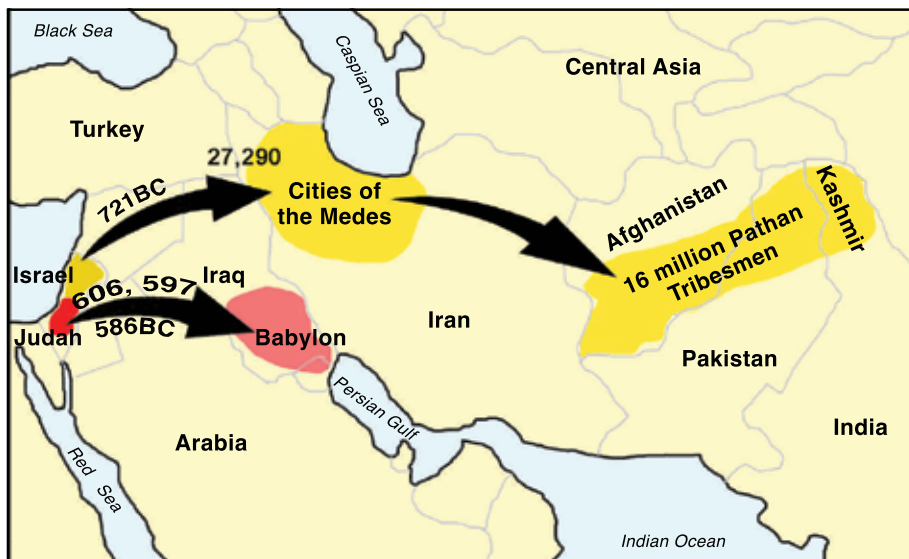 Black Sea
Caspian Sea
Central Asia
Turkey
27,290
721BC
Cities of
the Medes
Afghanistan
Kashmir
16 million Pathan
Tribesmen
Israel
Iraq
606, 597
586BC
Judah
Babylon
Iran
Pakistan
Persian Gulf
India
Arabia
Red Sea
Indian Ocean